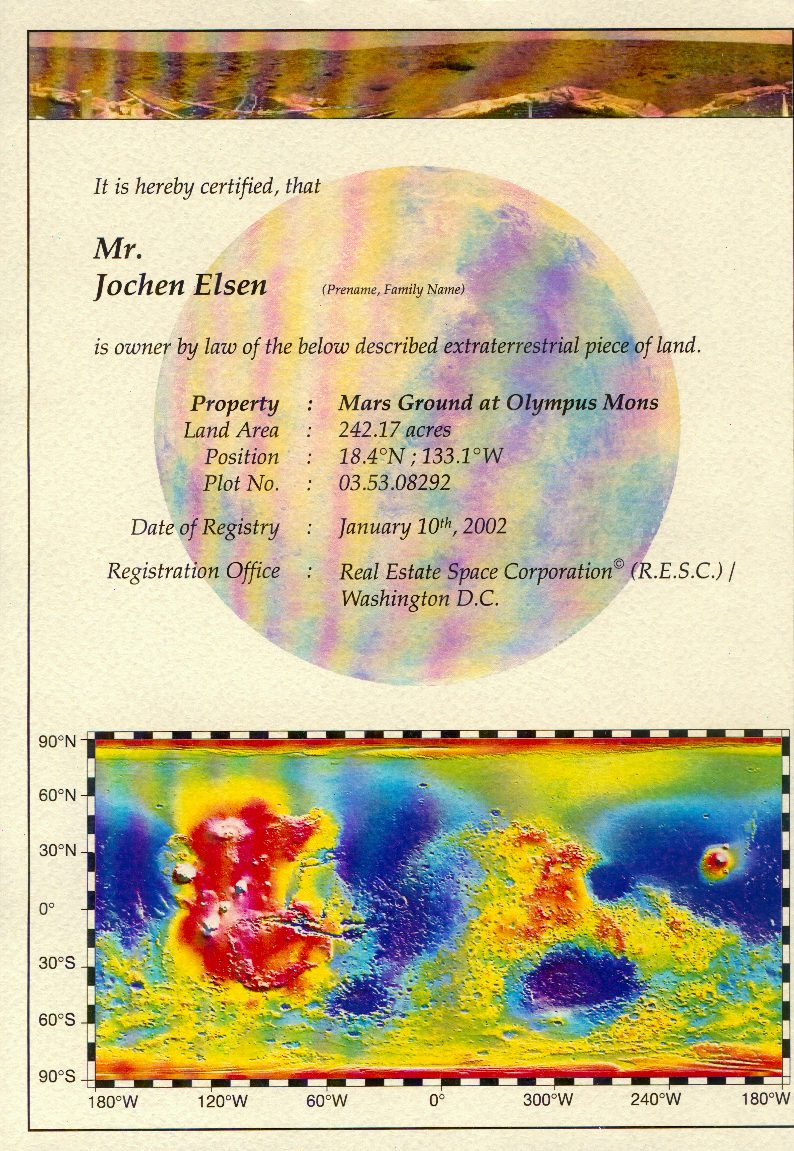 It is hereby certified, that
Mr.
Jochen Elsen (Prename, Family Name)
is owner by law of the below described extraterrestrial piece of land.
Property : Mars Ground at Olympus Mons
Land Area : 242.17 acres
Position : 18.4°N ; 133.1°W
Plot No. : 03.53.08292
Date of Registry : January 10th, 2002
Registration Office : Real Estate Space Corporation© (R.E.S.C.) /
Washington D.C.
90°N
60°N
30°N
0°
30°S
60°S
90°S
180°W 120°W 60°W 0° 300°W 240°W 180°W